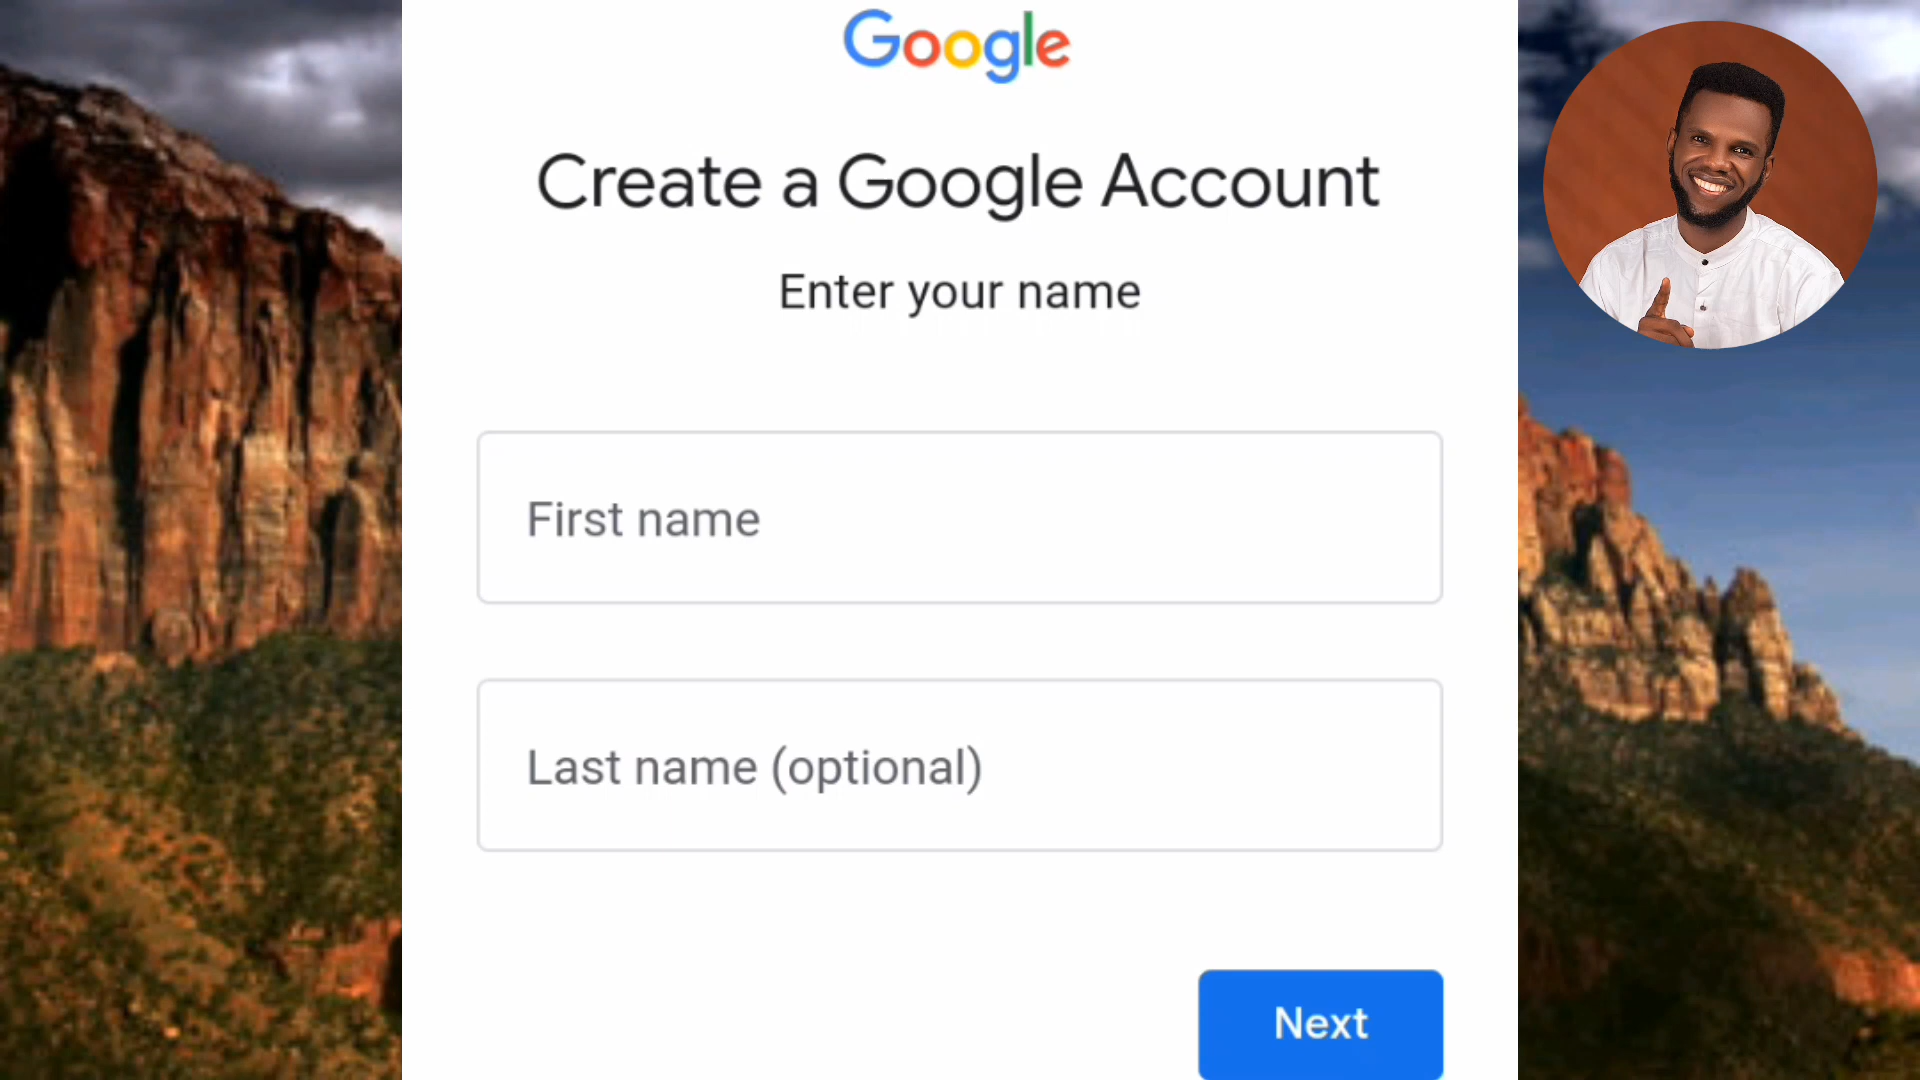 Google
Create a Google Account
Enter your name
First name
Last name (optional)
Next